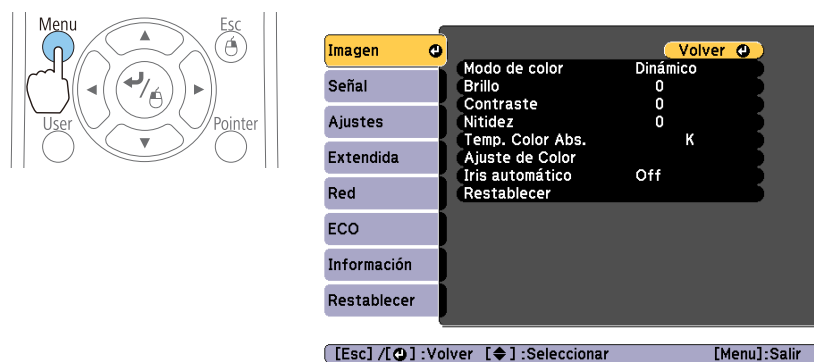 Menu
Esc
User
Pointer
Imagen
Señal
Ajustes
Extendida
Red
ECO
Información
Restablecer
Volver
Modo de color Dinámico
Brillo 0
Contraste 0
Nitidez 0
Temp. Color Abs. K
Ajuste de Color
Iris automático Off
Restablecer
[Esc] /[ ] :Volver [ ] :Seleccionar [Menu]:Salir